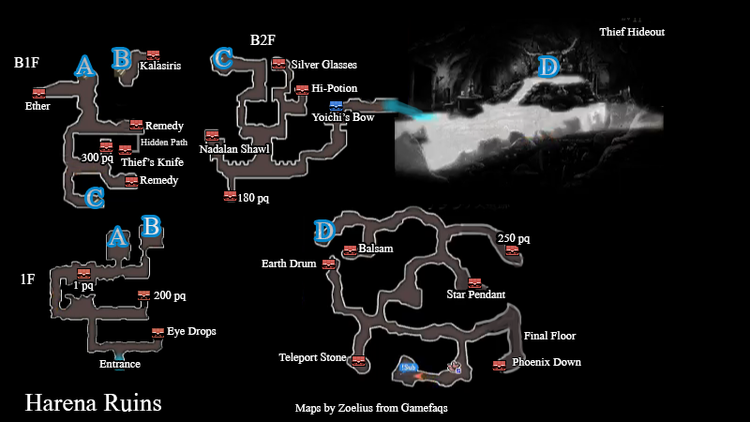 Thief Hideout
B1F
A
B
Kalasiris
Ether
Remedy
Hidden Path
300 pq
Thief's Knife
Remedy
C
B2F
C
Silver Glasses
Hi-Potion
Yoichi's Bow
Nadalan Shawl
180 pq
D
1F
A
B
1 pq
200 pq
Eye Drops
Entrance
D
Balsam
250 pq
Earth Drum
Star Pendant
Final Floor
Teleport Stone
Phoenix Down
Harena Ruins
Maps by Zoelius from Gamefaqs